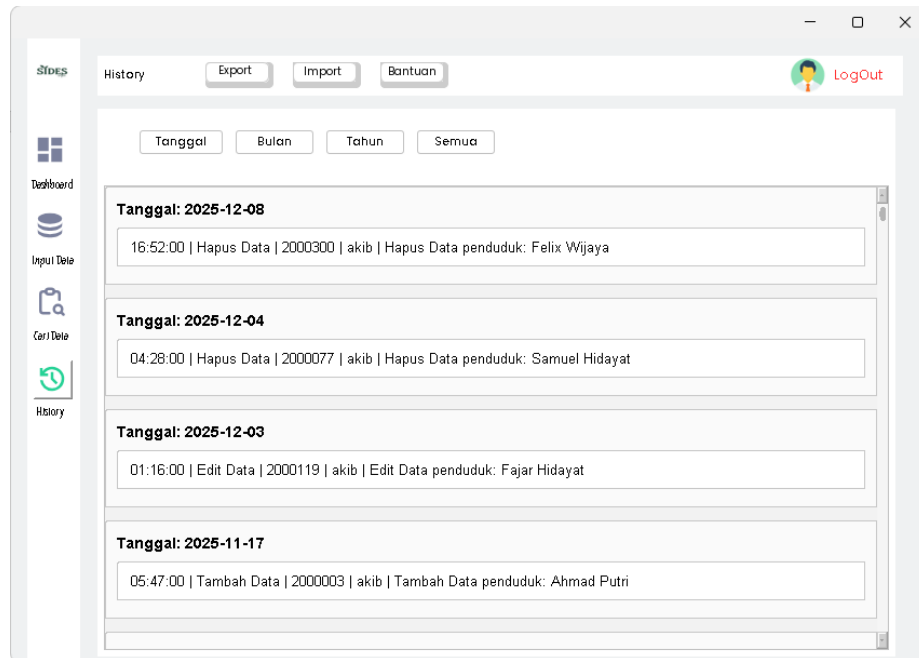 SIDES
History
Export
Import
Bantuan
LogOut
Dashboard
Input Data
Cari Data
History
Tanggal
Bulan
Tahun
Semua
Tanggal: 2025-12-08
16:52:00 | Hapus Data | 2000300 | akib | Hapus Data penduduk: Felix Wijaya
Tanggal: 2025-12-04
04:28:00 | Hapus Data | 2000077 | akib | Hapus Data penduduk: Samuel Hidayat
Tanggal: 2025-12-03
01:16:00 | Edit Data | 2000119 | akib | Edit Data penduduk: Fajar Hidayat
Tanggal: 2025-11-17
05:47:00 | Tambah Data | 2000003 | akib | Tambah Data penduduk: Ahmad Putri